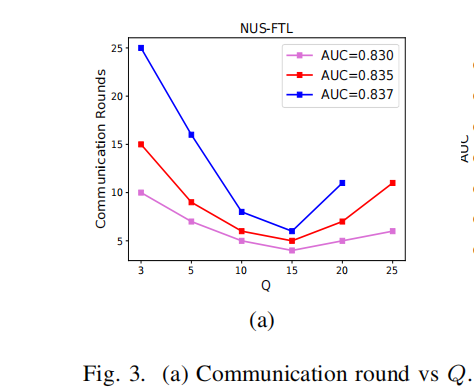 NUS-FTL
AUC=0.830
AUC=0.835
AUC=0.837
Communication Rounds
25
20
15
10
5
3 5 10 15 20 25
Q
AUC
(a)
Fig. 3. (a) Communication round vs Q.